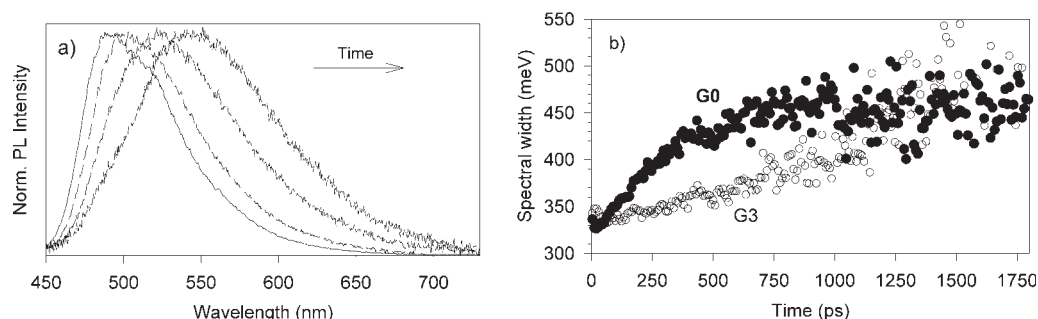 a)
Time
Norm. PL Intensity
450 500 550 600 650 700
Wavelength (nm)
b)
G0
G3
Spectral width (meV)
550
500
450
400
350
300
0 250 500 750 1000 1250 1500 1750
Time (ps)